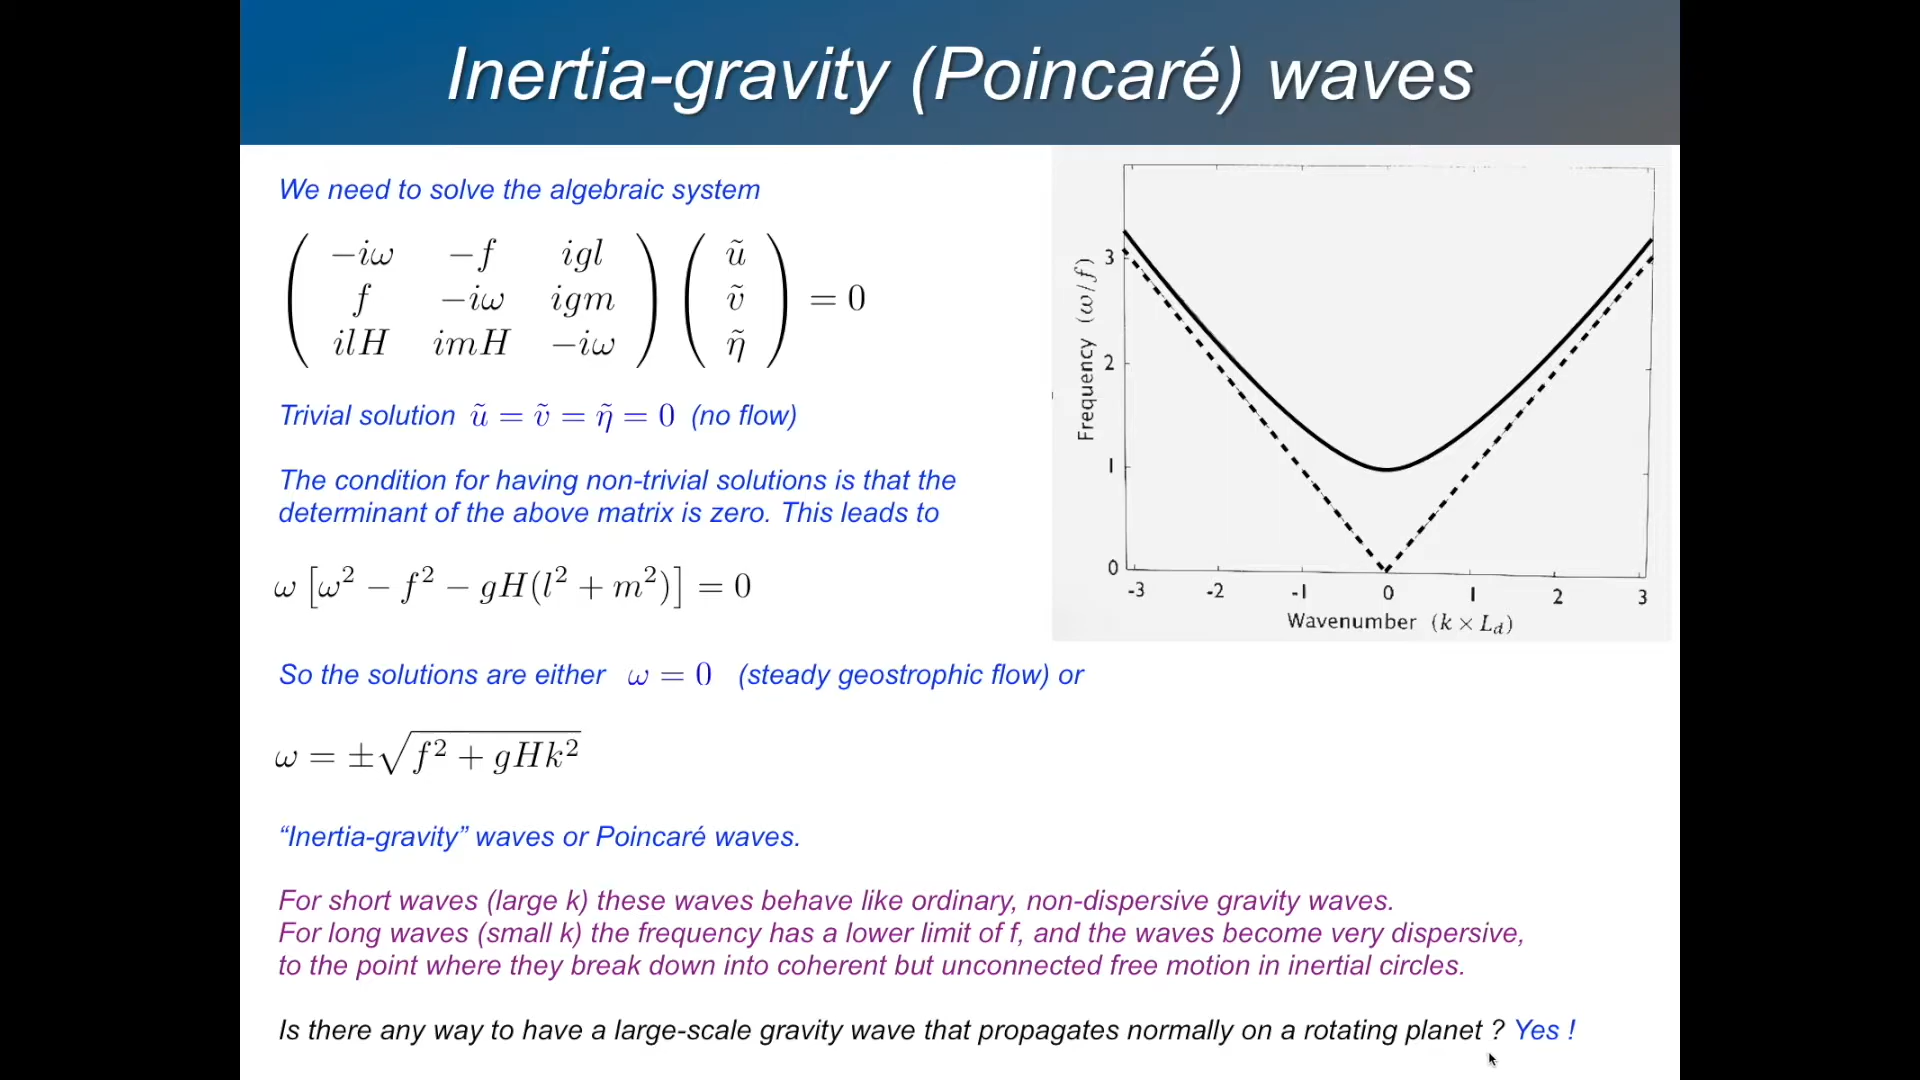 Inertia-gravity (Poincaré) waves
We need to solve the algebraic system
−iω −f igl ũ
f −iω igm ṽ = 0
ilH imH −iω η̃
Trivial solution ũ = ṽ = η̃ = 0 (no flow)
The condition for having non-trivial solutions is that the
determinant of the above matrix is zero. This leads to
ω [ω² − f² − gH(l² + m²)] = 0
So the solutions are either ω = 0 (steady geostrophic flow) or
ω = ±√(f² + gHk²)
“Inertia-gravity” waves or Poincaré waves.
For short waves (large k) these waves behave like ordinary, non-dispersive gravity waves.
For long waves (small k) the frequency has a lower limit of f, and the waves become very dispersive,
to the point where they break down into coherent but unconnected free motion in inertial circles.
Is there any way to have a large-scale gravity wave that propagates normally on a rotating planet ? Yes !
Frequency (ω/f)
3
2
1
0
-3 -2 -1 0 1 2 3
Wavenumber (k × L_d)